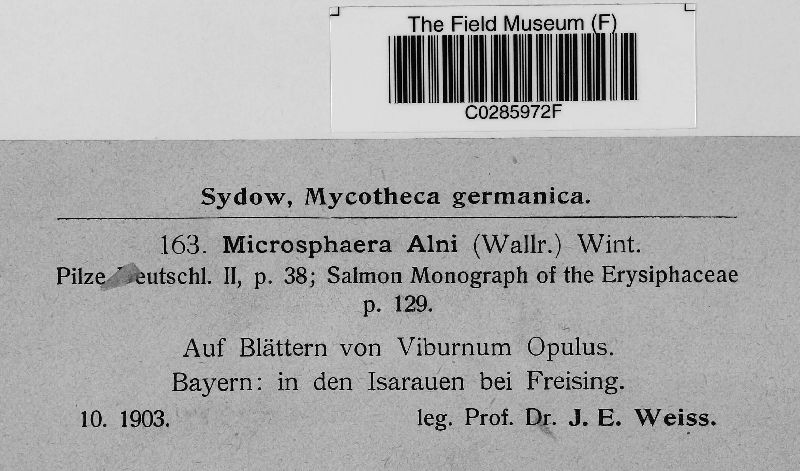 The Field Museum (F)
C0285972F
Sydow, Mycotheca germanica.
163. Microsphaera Alni (Wallr.) Wint.
Pilze Deutschl. II, p. 38; Salmon Monograph of the Erysiphaceae
p. 129.
Auf Blättern von Viburnum Opulus.
Bayern: in den Isarauen bei Freising.
10. 1903. leg. Prof. Dr. J. E. Weiss.